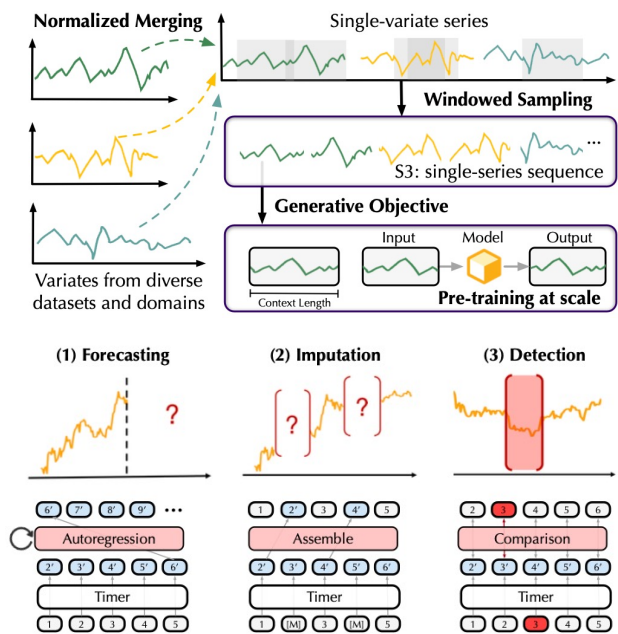 Normalized Merging
Single-variate series
Windowed Sampling
...
S3: single-series sequence
Generative Objective
Variates from diverse
datasets and domains
Input Model Output
Context Length
Pre-training at scale
(1) Forecasting
?
6' 7' 8' 9' ...
Autoregression
2' 3' 4' 5' 6'
Timer
1 2 3 4 5
(2) Imputation
? ?
1 2' 3 4' 5
Assemble
2' 3' 4' 5' 6'
Timer
1 [M] 3 [M] 5
(3) Detection
2 3 4 5 6
Comparison
2' 3' 4' 5' 6'
Timer
1 2 3 4 5